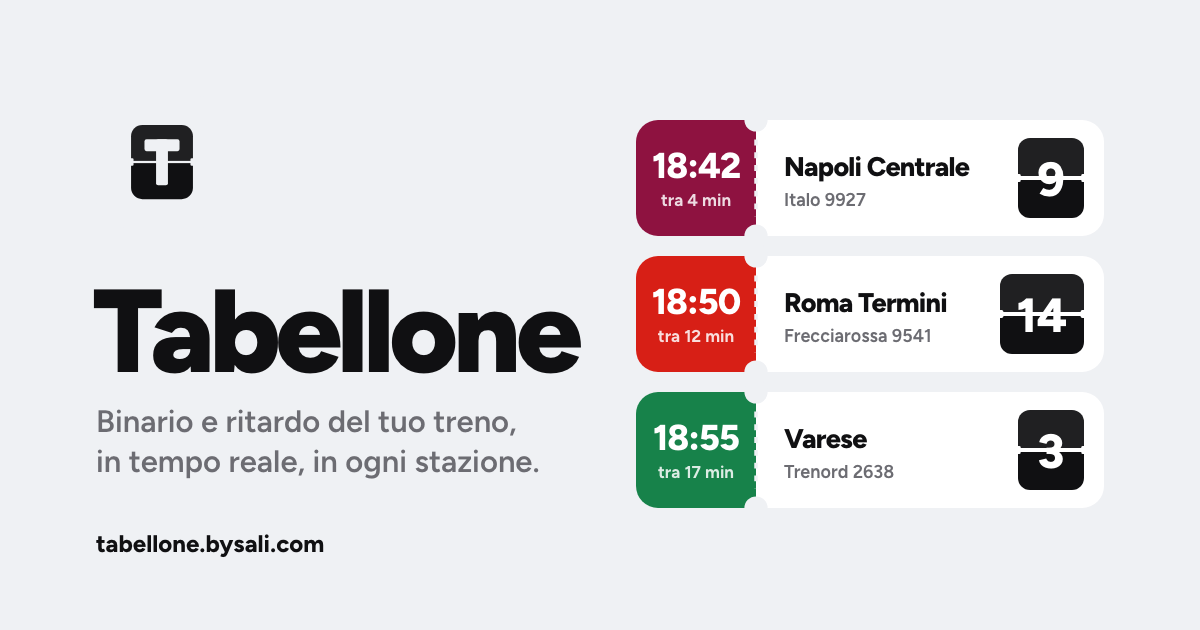 T
Tabellone
Binario e ritardo del tuo treno,
in tempo reale, in ogni stazione.
tabellone.bysali.com
18:42
tra 4 min
Napoli Centrale
Italo 9927
9
18:50
tra 12 min
Roma Termini
Frecciarossa 9541
14
18:55
tra 17 min
Varese
Trenord 2638
3